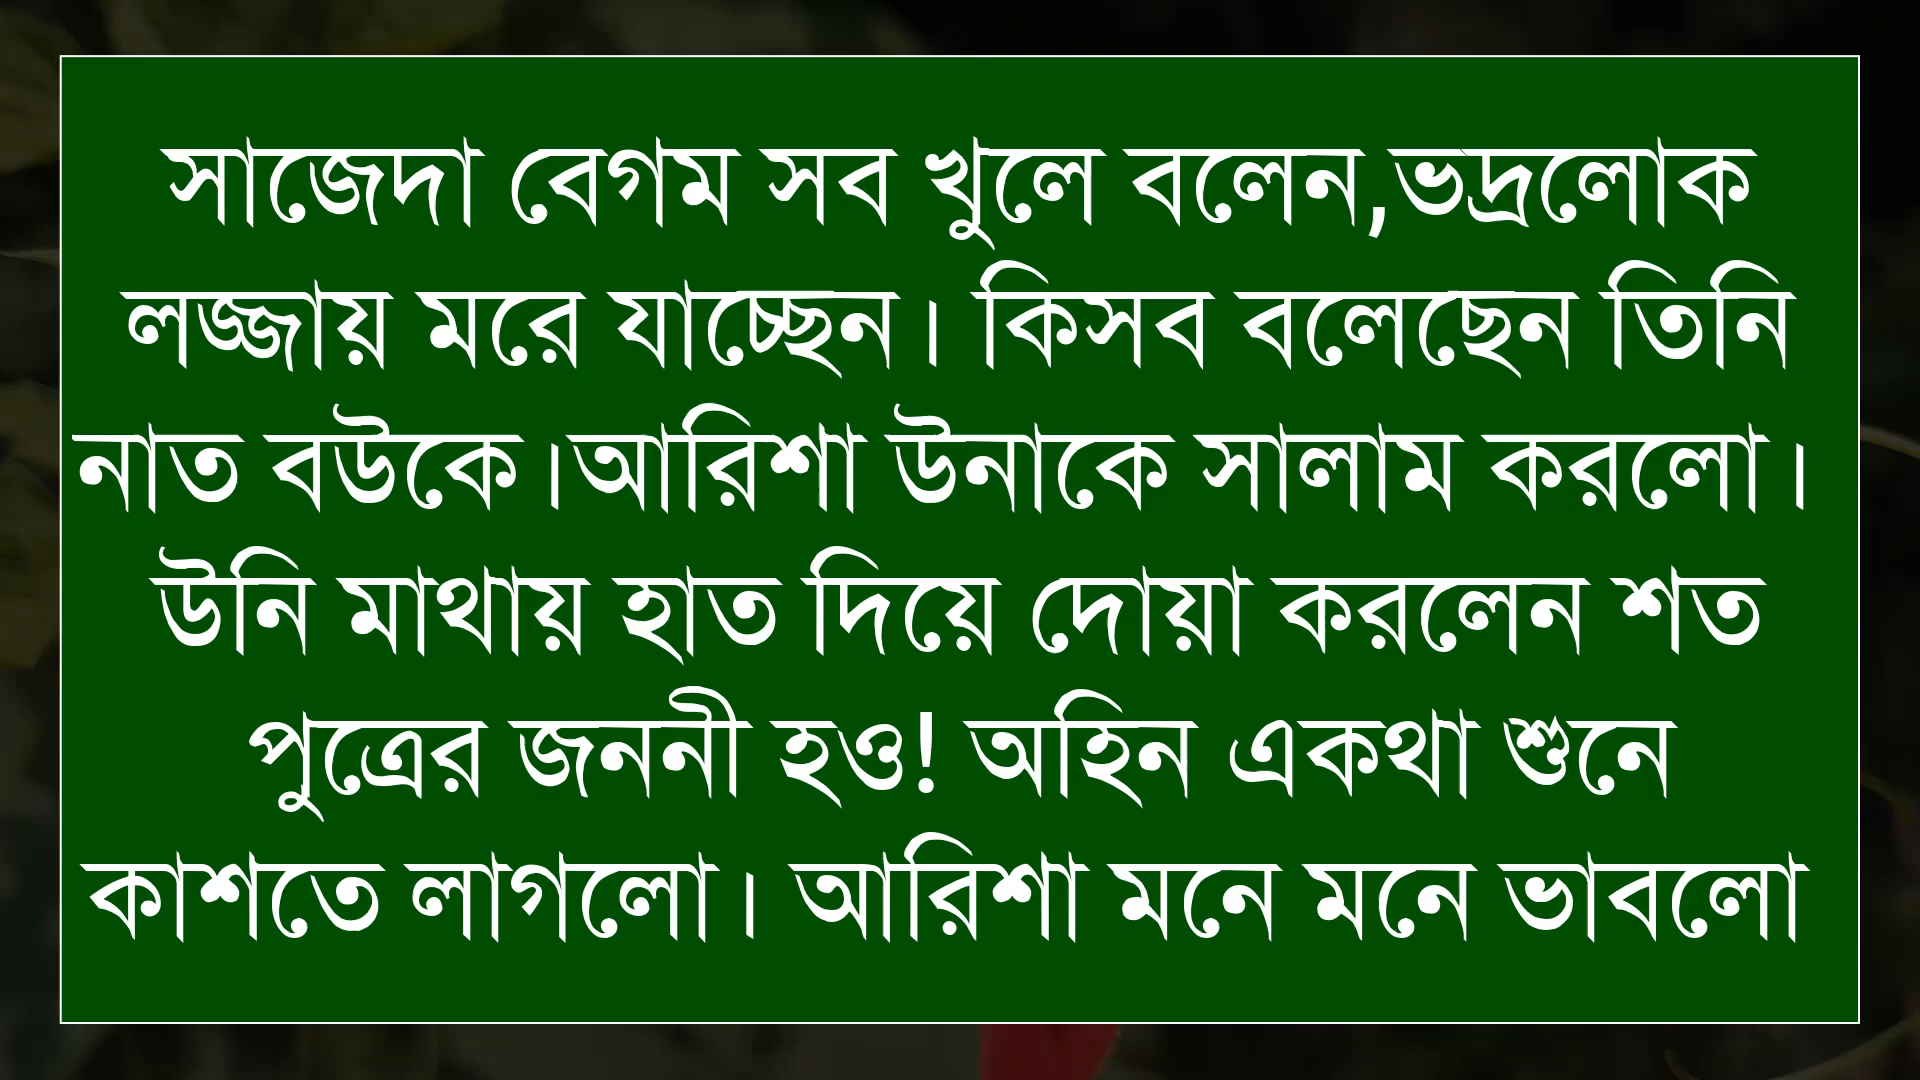 সাজেদা বেগম সব খুলে বলেন,ভদ্রলোক
লজ্জায় মরে যাচ্ছেন। কিসব বলেছেন তিনি
নাত বউকে।আরিশা উনাকে সালাম করলো।
উনি মাথায় হাত দিয়ে দোয়া করলেন শত
পুত্রের জননী হও! অহিন একথা শুনে
কাশতে লাগলো। আরিশা মনে মনে ভাবলো